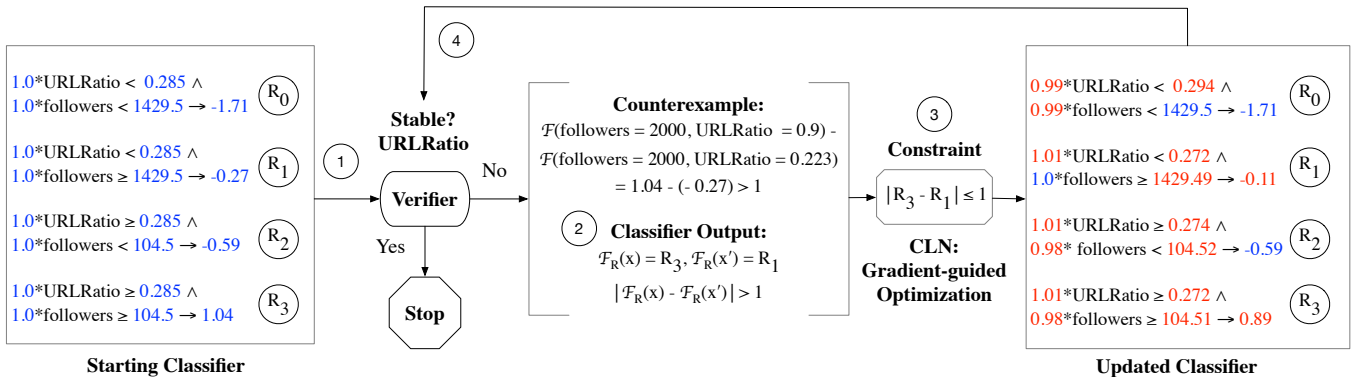 1.0*URLRatio < 0.285 ∧
1.0*followers < 1429.5 → -1.71
R0
1.0*URLRatio < 0.285 ∧
1.0*followers ≥ 1429.5 → -0.27
R1
1.0*URLRatio ≥ 0.285 ∧
1.0*followers < 104.5 → -0.59
R2
1.0*URLRatio ≥ 0.285 ∧
1.0*followers ≥ 104.5 → 1.04
R3
Starting Classifier
1
4
Stable?
URLRatio
Verifier
No
Yes
Stop
Counterexample:
ℱ(followers = 2000, URLRatio = 0.9) -
ℱ(followers = 2000, URLRatio = 0.223)
= 1.04 - (- 0.27) > 1
2
Classifier Output:
ℱR(x) = R3, ℱR(x′) = R1
| ℱR(x) - ℱR(x′) | > 1
3
Constraint
|R3 - R1| ≤ 1
CLN:
Gradient-guided
Optimization
0.99*URLRatio < 0.294 ∧
0.99*followers < 1429.5 → -1.71
R0
1.01*URLRatio < 0.272 ∧
1.0*followers ≥ 1429.49 → -0.11
R1
1.01*URLRatio ≥ 0.274 ∧
0.98* followers < 104.52 → -0.59
R2
1.01*URLRatio ≥ 0.272 ∧
0.98*followers ≥ 104.51 → 0.89
R3
Updated Classifier